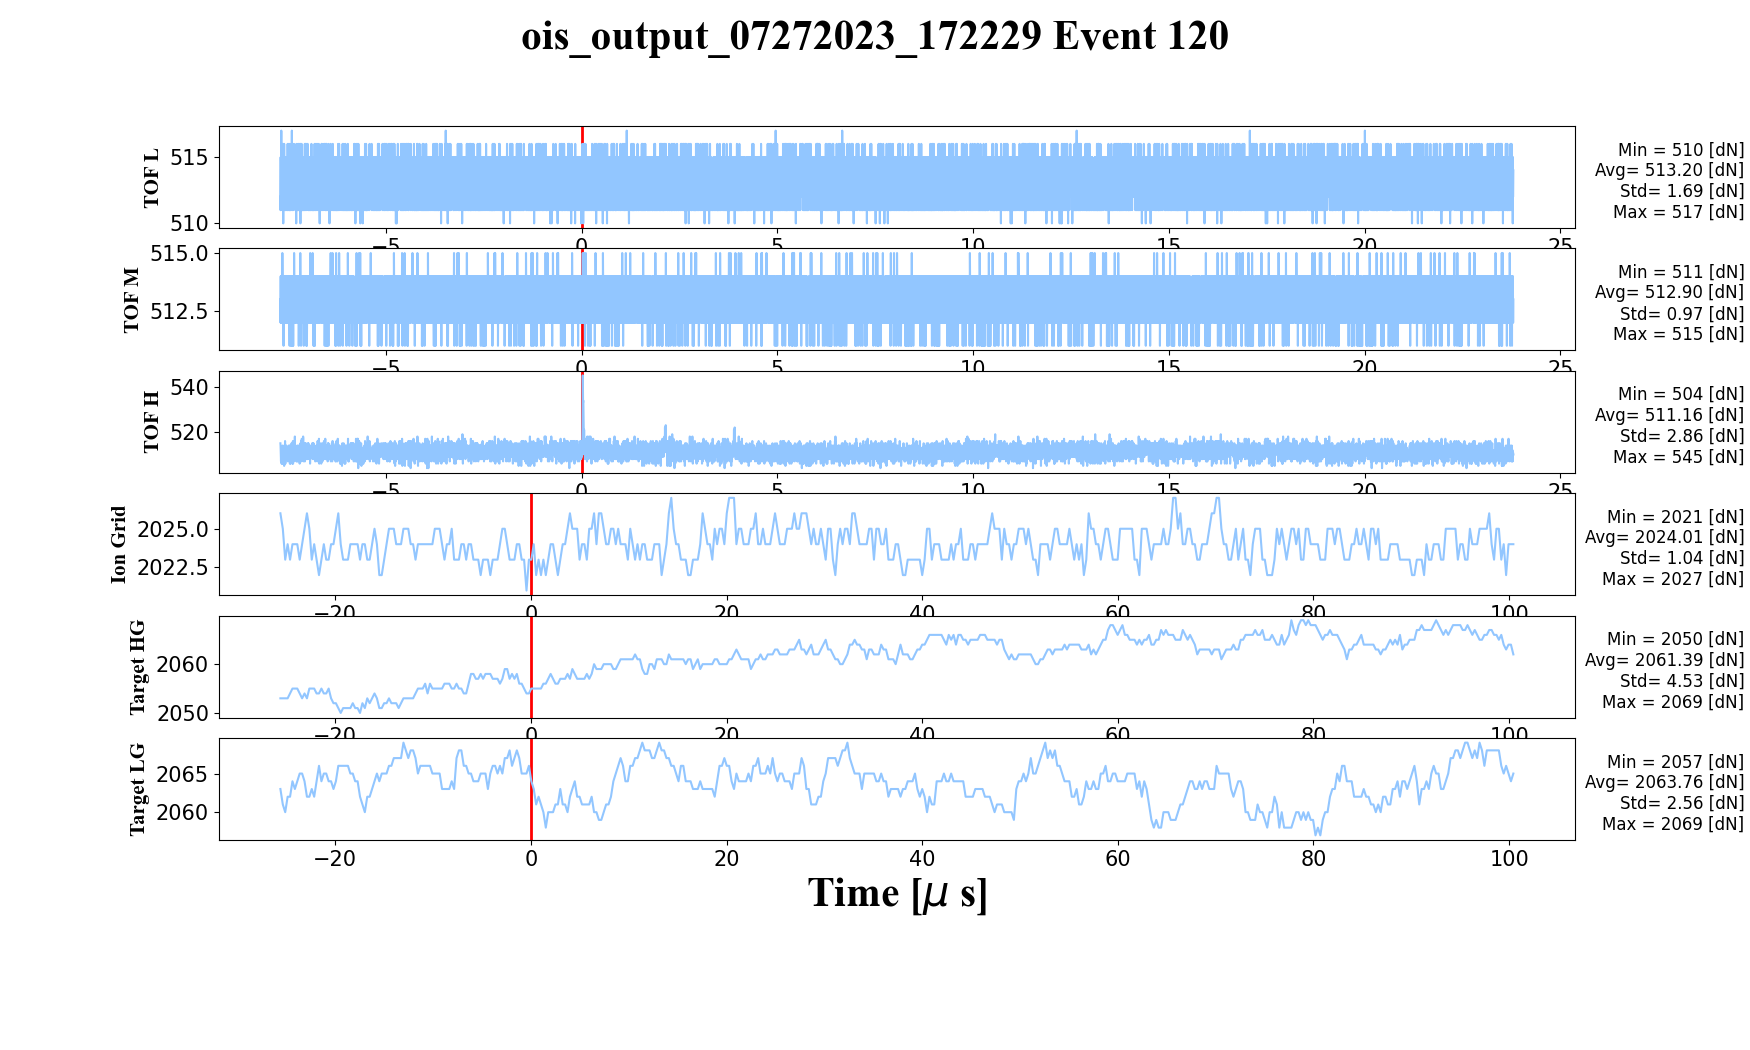 ois_output_07272023_172229 Event 120
TOF L
515
510
Min = 510 [dN]
Avg= 513.20 [dN]
Std= 1.69 [dN]
Max = 517 [dN]
−5 0 5 10 15 20 25
TOF M
515.0
512.5
Min = 511 [dN]
Avg= 512.90 [dN]
Std= 0.97 [dN]
Max = 515 [dN]
−5 0 5 10 15 20 25
TOF H
540
520
Min = 504 [dN]
Avg= 511.16 [dN]
Std= 2.86 [dN]
Max = 545 [dN]
−5 0 5 10 15 20 25
Ion Grid
2025.0
2022.5
Min = 2021 [dN]
Avg= 2024.01 [dN]
Std= 1.04 [dN]
Max = 2027 [dN]
−20 0 20 40 60 80 100
Target HG
2060
2050
Min = 2050 [dN]
Avg= 2061.39 [dN]
Std= 4.53 [dN]
Max = 2069 [dN]
−20 0 20 40 60 80 100
Target LG
2065
2060
Min = 2057 [dN]
Avg= 2063.76 [dN]
Std= 2.56 [dN]
Max = 2069 [dN]
−20 0 20 40 60 80 100
Time [μ s]